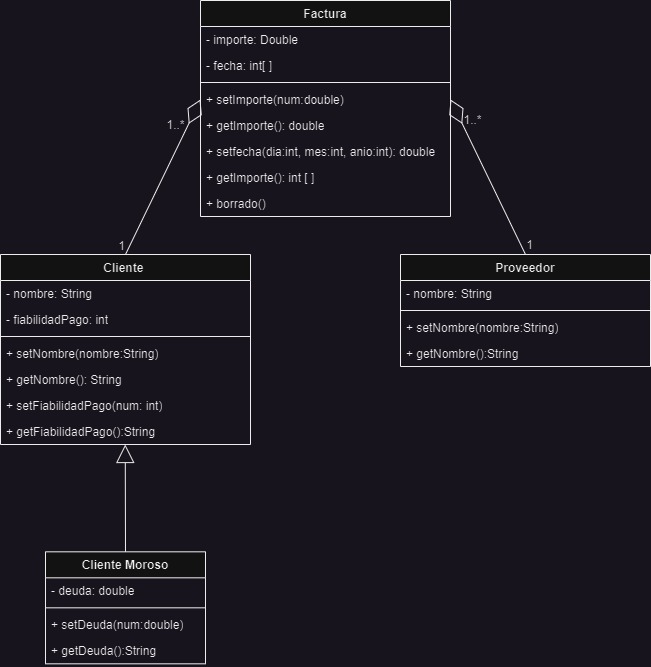 Factura
- importe: Double
- fecha: int[ ]
+ setImporte(num:double)
+ getImporte(): double
+ setfecha(dia:int, mes:int, anio:int): double
+ getImporte(): int [ ]
+ borrado()
1..*
1..*
1
1
Cliente
- nombre: String
- fiabilidadPago: int
+ setNombre(nombre:String)
+ getNombre(): String
+ setFiabilidadPago(num: int)
+ getFiabilidadPago():String
Proveedor
- nombre: String
+ setNombre(nombre:String)
+ getNombre():String
Cliente Moroso
- deuda: double
+ setDeuda(num:double)
+ getDeuda():String